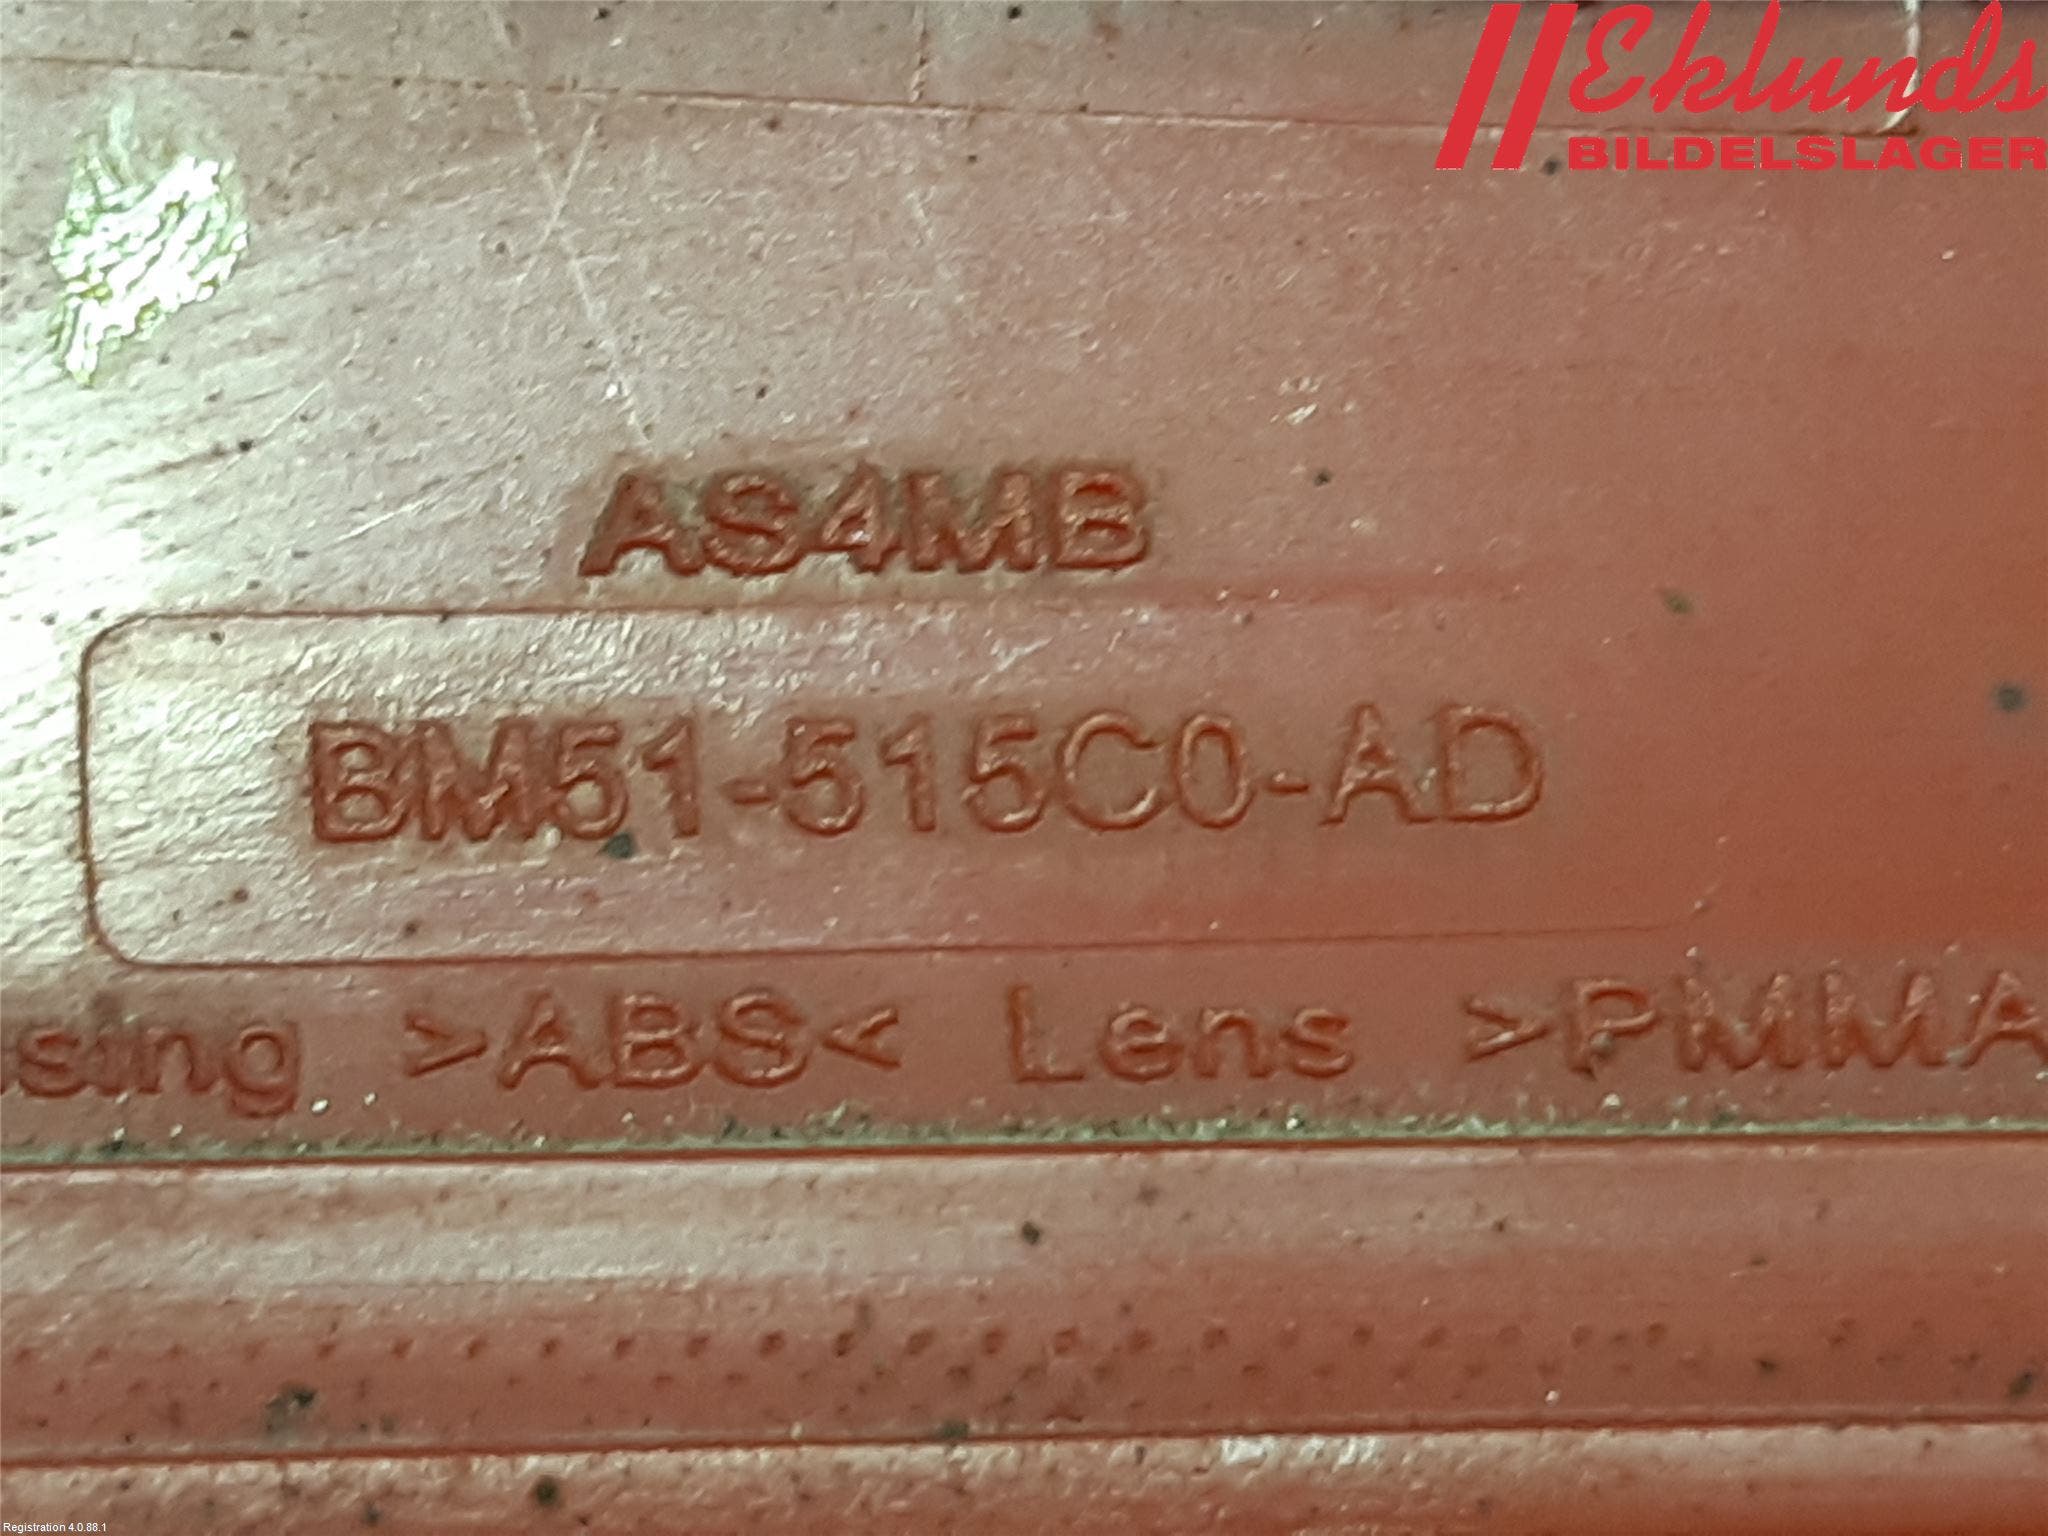 Eklunds
BILDELSLAGER
AS4MB
BM51-515C0-AD
sing >ABS< Lens >PMMA
Registration 4.0.88.1